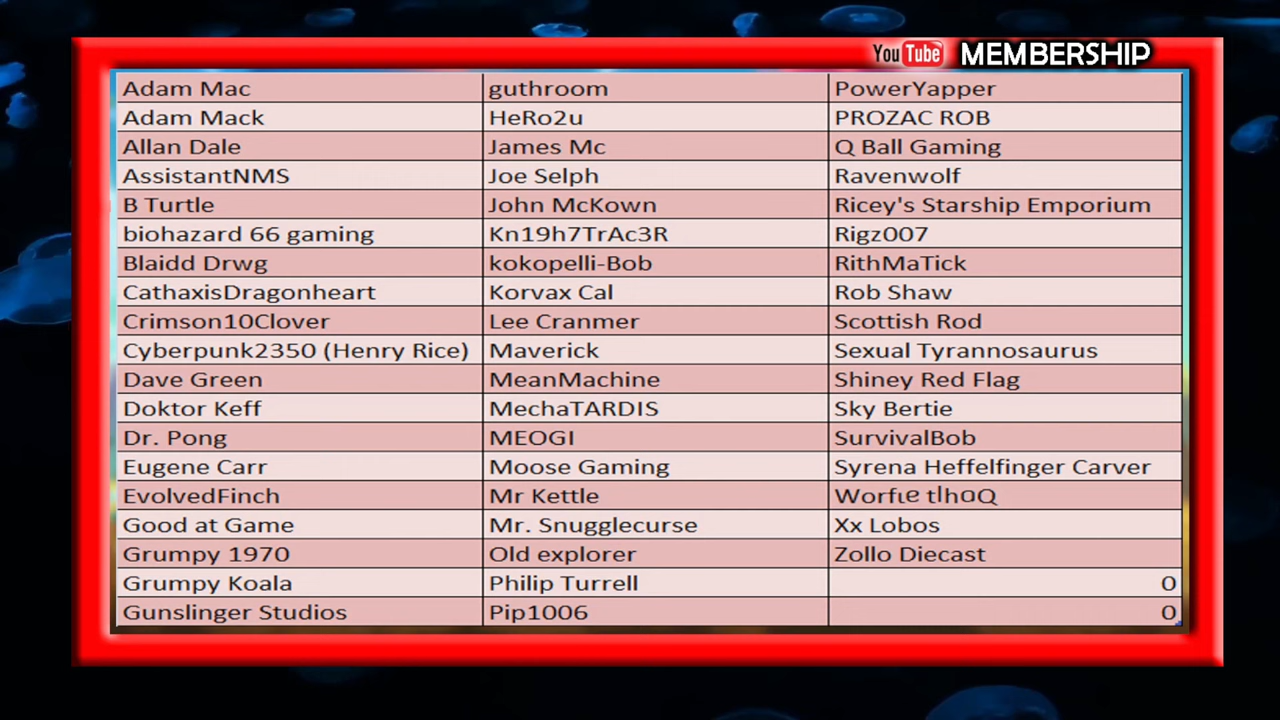 YouTube MEMBERSHIP
Adam Mac guthroom PowerYapper
Adam Mack HeRo2u PROZAC ROB
Allan Dale James Mc Q Ball Gaming
AssistantNMS Joe Selph Ravenwolf
B Turtle John McKown Ricey's Starship Emporium
biohazard 66 gaming Kn19h7TrAc3R Rigz007
Blaidd Drwg kokopelli-Bob RithMaTick
CathaxisDragonheart Korvax Cal Rob Shaw
Crimson10Clover Lee Cranmer Scottish Rod
Cyberpunk2350 (Henry Rice) Maverick Sexual Tyrannosaurus
Dave Green MeanMachine Shiney Red Flag
Doktor Keff MechaTARDIS Sky Bertie
Dr. Pong MEOGI SurvivalBob
Eugene Carr Moose Gaming Syrena Heffelfinger Carver
EvolvedFinch Mr Kettle
Good at Game Mr. Snugglecurse Xx Lobos
Grumpy 1970 Old explorer Zollo Diecast
Grumpy Koala Philip Turrell 0
Gunslinger Studios Pip1006 0